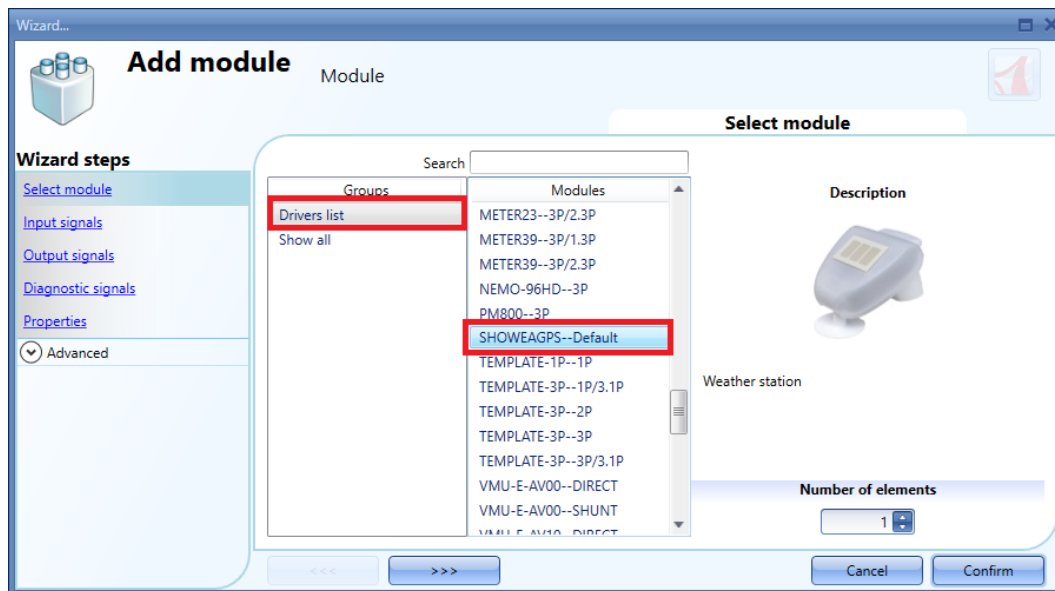 Wizard...
Add module
Module
Select module
Wizard steps
Select module
Input signals
Output signals
Diagnostic signals
Properties
Advanced
Search
Groups
Drivers list
Show all
Modules
METER23--3P/2.3P
METER39--3P/1.3P
METER39--3P/2.3P
NEMO-96HD--3P
PM800--3P
SHOWEAGPS--Default
TEMPLATE-1P--1P
TEMPLATE-3P--1P/3.1P
TEMPLATE-3P--2P
TEMPLATE-3P--3P
TEMPLATE-3P--3P/3.1P
VMU-E-AV00--DIRECT
VMU-E-AV00--SHUNT
VMU-E-AV10--DIRECT
Description
Weather station
Number of elements
1
<<<
>>>
Cancel
Confirm